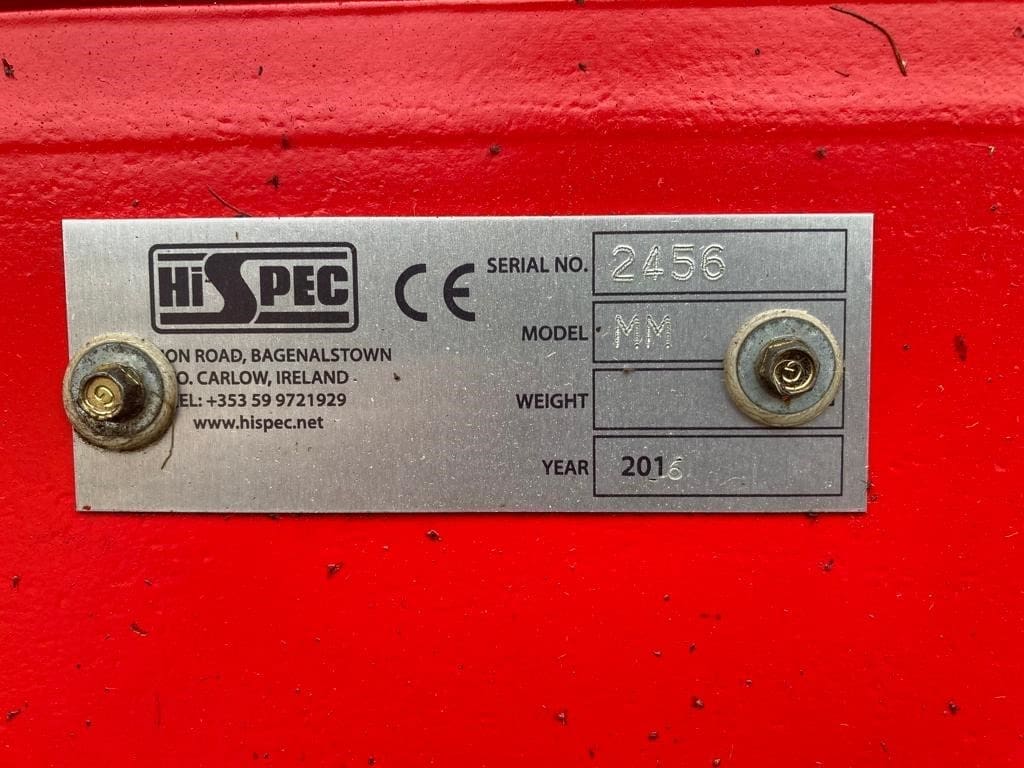 HiSPEC
CE
SERIAL NO. 2456
MODEL MM
ON ROAD, BAGENALSTOWN
O. CARLOW, IRELAND
WEIGHT
EL: +353 59 9721929
www.hispec.net
YEAR 2016